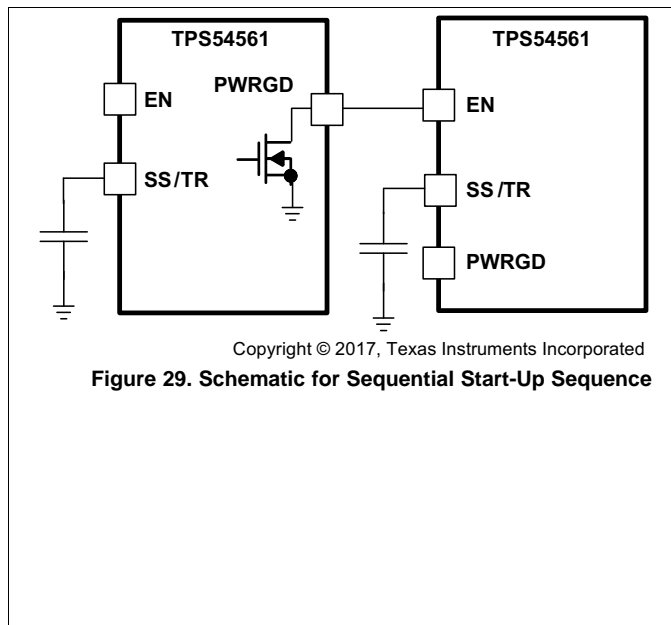 TPS54561
TPS54561
PWRGD
EN
EN
SS/TR
SS/TR
PWRGD
Copyright © 2017, Texas Instruments Incorporated
Figure 29. Schematic for Sequential Start-Up Sequence